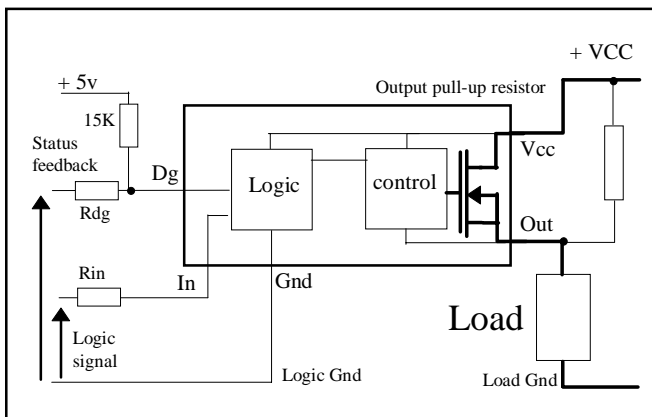 + VCC
+ 5v
Output pull-up resistor
15K
Status
feedback
Dg
Vcc
Logic
control
Rdg
Out
In
Gnd
Rin
Load
Logic
signal
Logic Gnd
Load Gnd